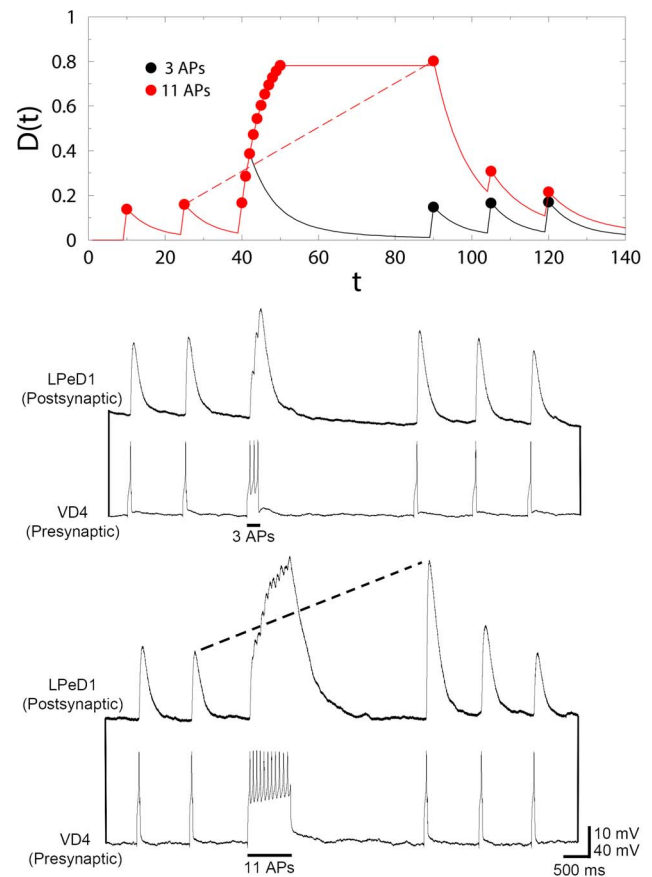 1
0.8
0.6
0.4
0.2
0
D(t)
3 APs
11 APs
0 20 40 60 80 100 120 140
t
LPeD1
(Postsynaptic)
VD4
(Presynaptic)
3 APs
LPeD1
(Postsynaptic)
VD4
(Presynaptic)
11 APs
10 mV
40 mV
500 ms